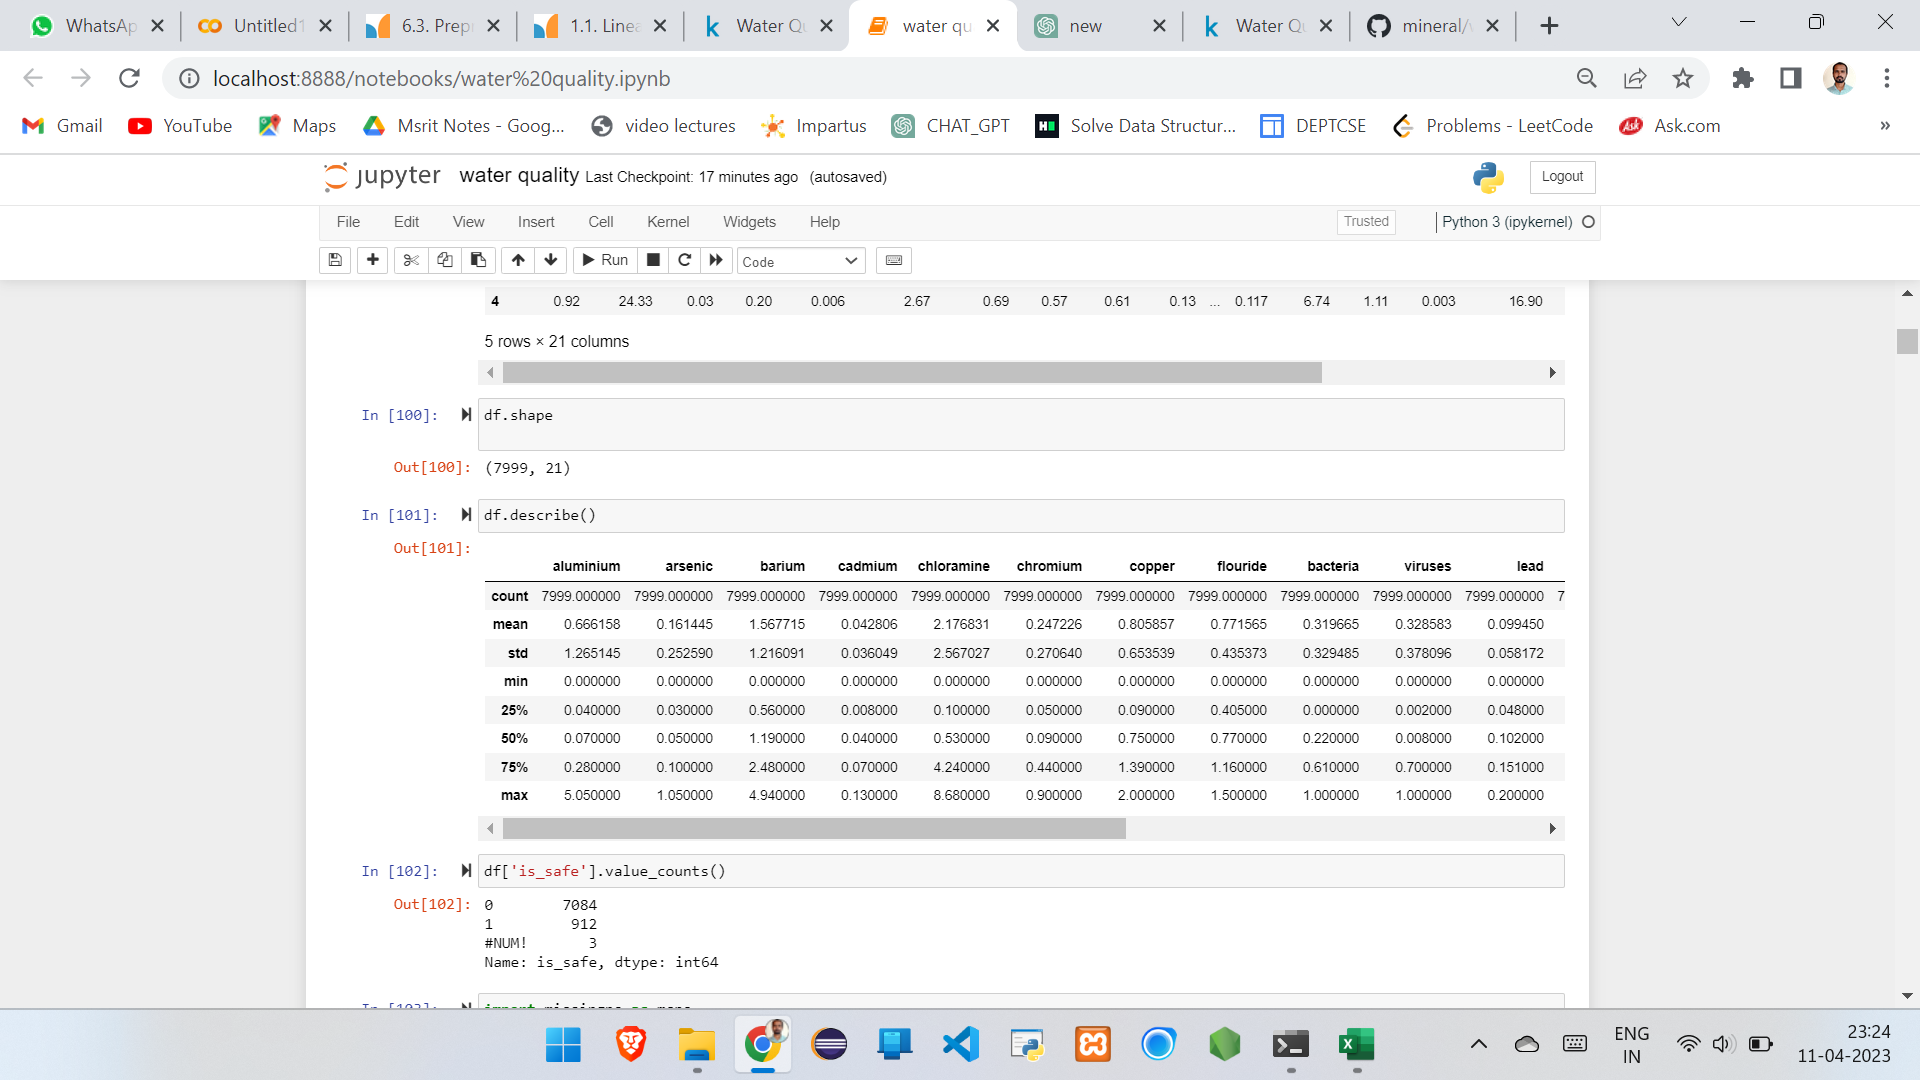 WhatsAp
Untitled1
6.3. Prepr
1.1. Linea
Water Qu
water qu
new
Water Qu
mineral/w
localhost:8888/notebooks/water%20quality.ipynb
Gmail
YouTube
Maps
Msrit Notes - Goog...
video lectures
Impartus
CHAT_GPT
Solve Data Structur...
DEPTCSE
Problems - LeetCode
Ask.com
jupyter water quality Last Checkpoint: 17 minutes ago (autosaved)
Logout
File Edit View Insert Cell Kernel Widgets Help
Trusted
Python 3 (ipykernel)
Run
Code
4 0.92 24.33 0.03 0.20 0.006 2.67 0.69 0.57 0.61 0.13 ... 0.117 6.74 1.11 0.003 16.90
5 rows × 21 columns
In [100]: df.shape
Out[100]: (7999, 21)
In [101]: df.describe()
Out[101]:
aluminium arsenic barium cadmium chloramine chromium copper flouride bacteria viruses lead
count 7999.000000 7999.000000 7999.000000 7999.000000 7999.000000 7999.000000 7999.000000 7999.000000 7999.000000 7999.000000 7999.000000 7
mean 0.666158 0.161445 1.567715 0.042806 2.176831 0.247226 0.805857 0.771565 0.319665 0.328583 0.099450
std 1.265145 0.252590 1.216091 0.036049 2.567027 0.270640 0.653539 0.435373 0.329485 0.378096 0.058172
min 0.000000 0.000000 0.000000 0.000000 0.000000 0.000000 0.000000 0.000000 0.000000 0.000000 0.000000
25% 0.040000 0.030000 0.560000 0.008000 0.100000 0.050000 0.090000 0.405000 0.000000 0.002000 0.048000
50% 0.070000 0.050000 1.190000 0.040000 0.530000 0.090000 0.750000 0.770000 0.220000 0.008000 0.102000
75% 0.280000 0.100000 2.480000 0.070000 4.240000 0.440000 1.390000 1.160000 0.610000 0.700000 0.151000
max 5.050000 1.050000 4.940000 0.130000 8.680000 0.900000 2.000000 1.500000 1.000000 1.000000 0.200000
In [102]: df['is_safe'].value_counts()
Out[102]: 0 7084
1 912
#NUM! 3
Name: is_safe, dtype: int64
ENG
IN
23:24
11-04-2023